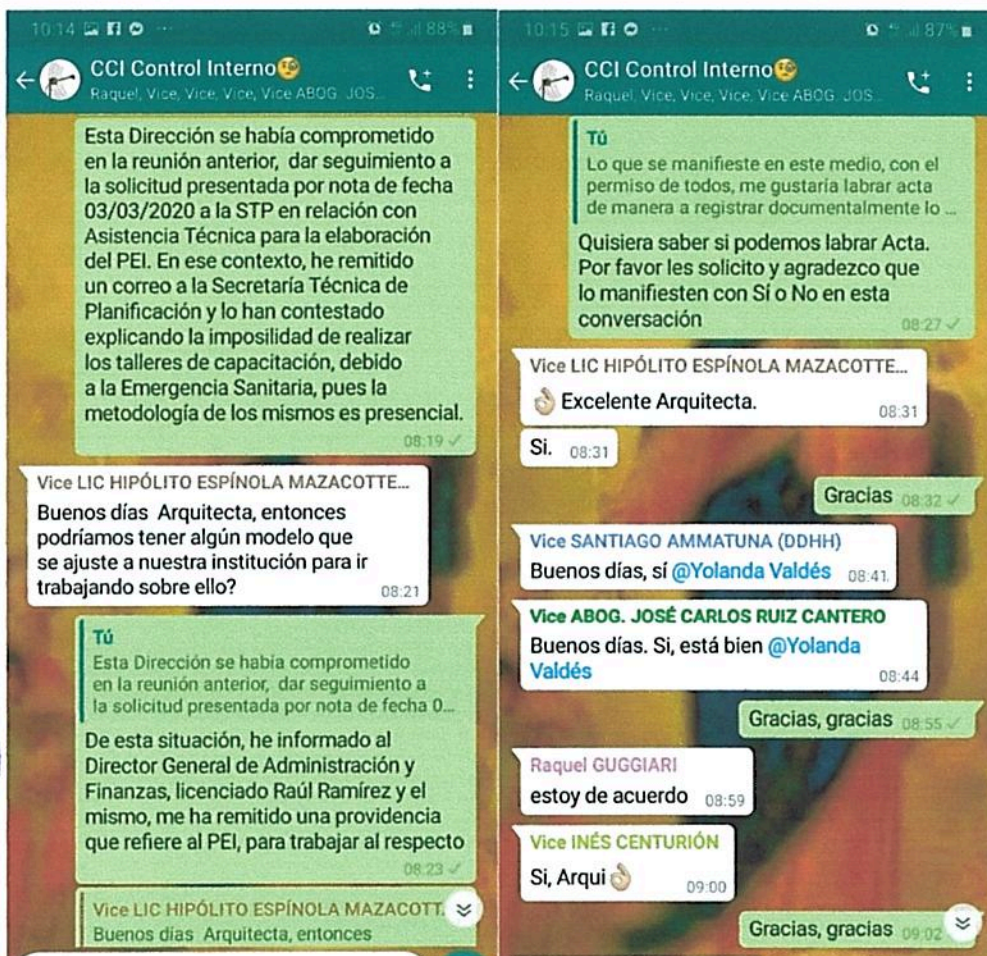 10:14
88%
CCI Control Interno
Raquel, Vice, Vice, Vice, Vice ABOG. JOS...
Esta Dirección se había comprometido
en la reunión anterior, dar seguimiento a
la solicitud presentada por nota de fecha
03/03/2020 a la STP en relación con
Asistencia Técnica para la elaboración
del PEI. En ese contexto, he remitido
un correo a la Secretaría Técnica de
Planificación y lo han contestado
explicando la imposilidad de realizar
los talleres de capacitación, debido
a la Emergencia Sanitaria, pues la
metodología de los mismos es presencial.
08:19
Vice LIC HIPÓLITO ESPÍNOLA MAZACOTTE...
Buenos días Arquitecta, entonces
podríamos tener algún modelo que
se ajuste a nuestra institución para ir
trabajando sobre ello?
08:21
Tú
Esta Dirección se había comprometido
en la reunión anterior, dar seguimiento a
la solicitud presentada por nota de fecha 0...
De esta situación, he informado al
Director General de Administración y
Finanzas, licenciado Raúl Ramírez y el
mismo, me ha remitido una providencia
que refiere al PEI, para trabajar al respecto
08:23
Vice LIC HIPÓLITO ESPÍNOLA MAZACOTT
Buenos días Arquitecta, entonces
10:15
87%
CCI Control Interno
Raquel, Vice, Vice, Vice, Vice ABOG. JOS...
Tú
Lo que se manifieste en este medio, con el
permiso de todos, me gustaría labrar acta
de manera a registrar documentalmente lo ...
Quisiera saber si podemos labrar Acta.
Por favor les solicito y agradezco que
lo manifiesten con Sí o No en esta
conversación
08:27
Vice LIC HIPÓLITO ESPÍNOLA MAZACOTTE...
👌🏼 Excelente Arquitecta.
08:31
Si. 08:31
Gracias 08:32
Vice SANTIAGO AMMATUNA (DDHH)
Buenos días, sí @Yolanda Valdés 08:41
Vice ABOG. JOSÉ CARLOS RUIZ CANTERO
Buenos días. Si, está bien @Yolanda
Valdés
08:44
Gracias, gracias 08:55
Raquel GUGGIARI
estoy de acuerdo 08:59
Vice INÉS CENTURIÓN
Si, Arqui 👌🏼 09:00
Gracias, gracias 09:02